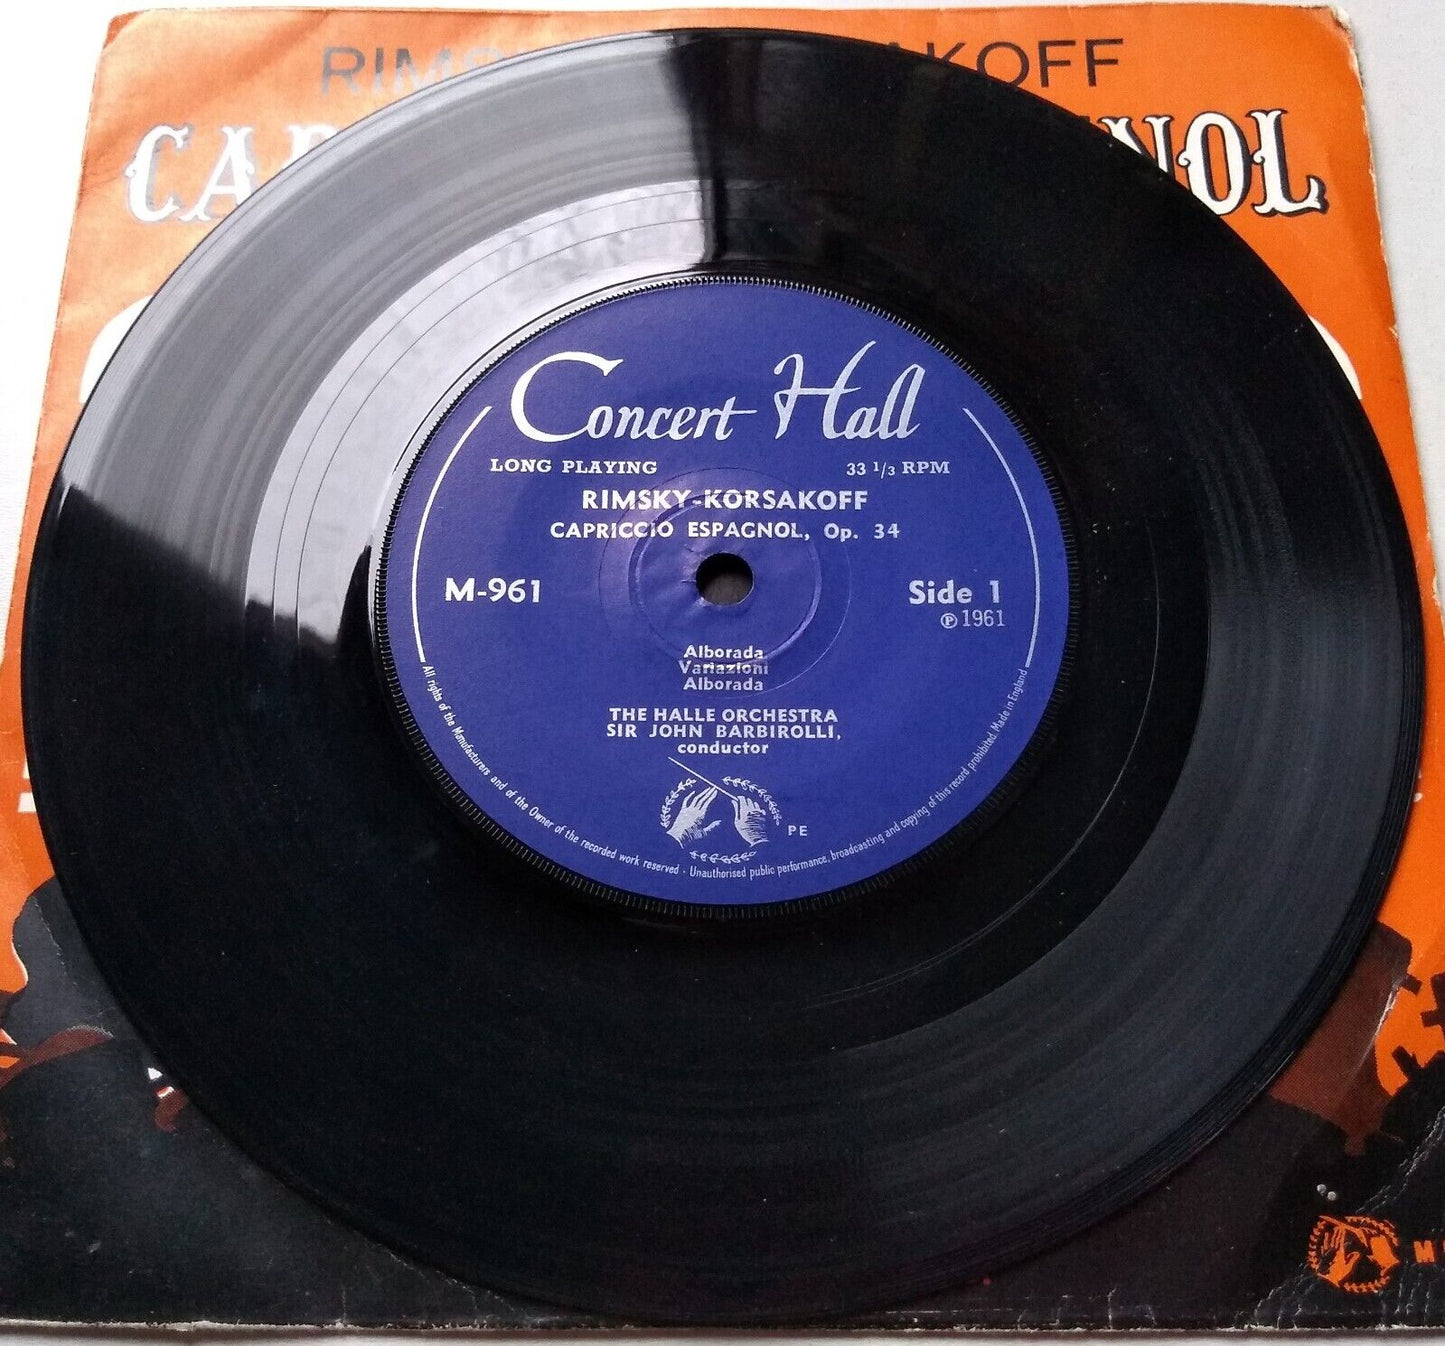 RIM KOFF
CA NOL
Concert Hall
LONG PLAYING 33 1/3 RPM
RIMSKY-KORSAKOFF
CAPRICCIO ESPAGNOL, Op. 34
M-961 Side 1
℗ 1961
Alborada
Variazioni
Alborada
THE HALLE ORCHESTRA
SIR JOHN BARBIROLLI,
conductor
PE
All rights of the Manufacturers and of the Owner of the recorded work reserved - Unauthorised public performance, broadcasting and copying of this record prohibited. Made in England
M